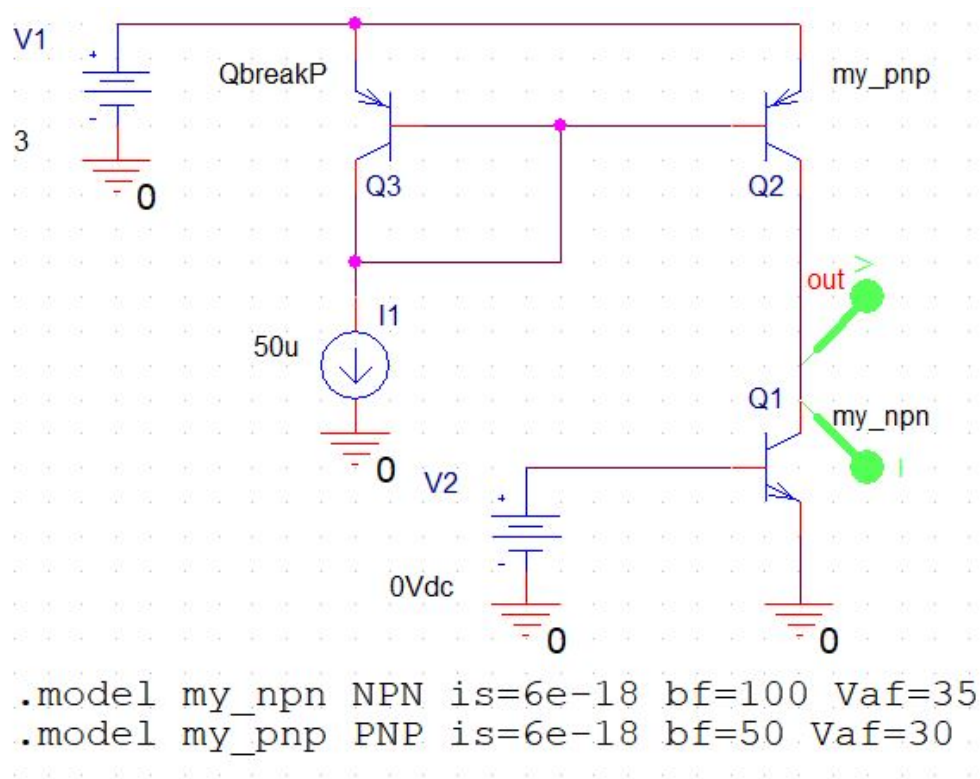 V1
QbreakP
my_pnp
3
0
Q3
Q2
out
V
I1
50u
Q1
my_npn
0
V2
I
0Vdc
0
0
.model my_npn NPN is=6e-18 bf=100 Vaf=35
.model my_pnp PNP is=6e-18 bf=50 Vaf=30